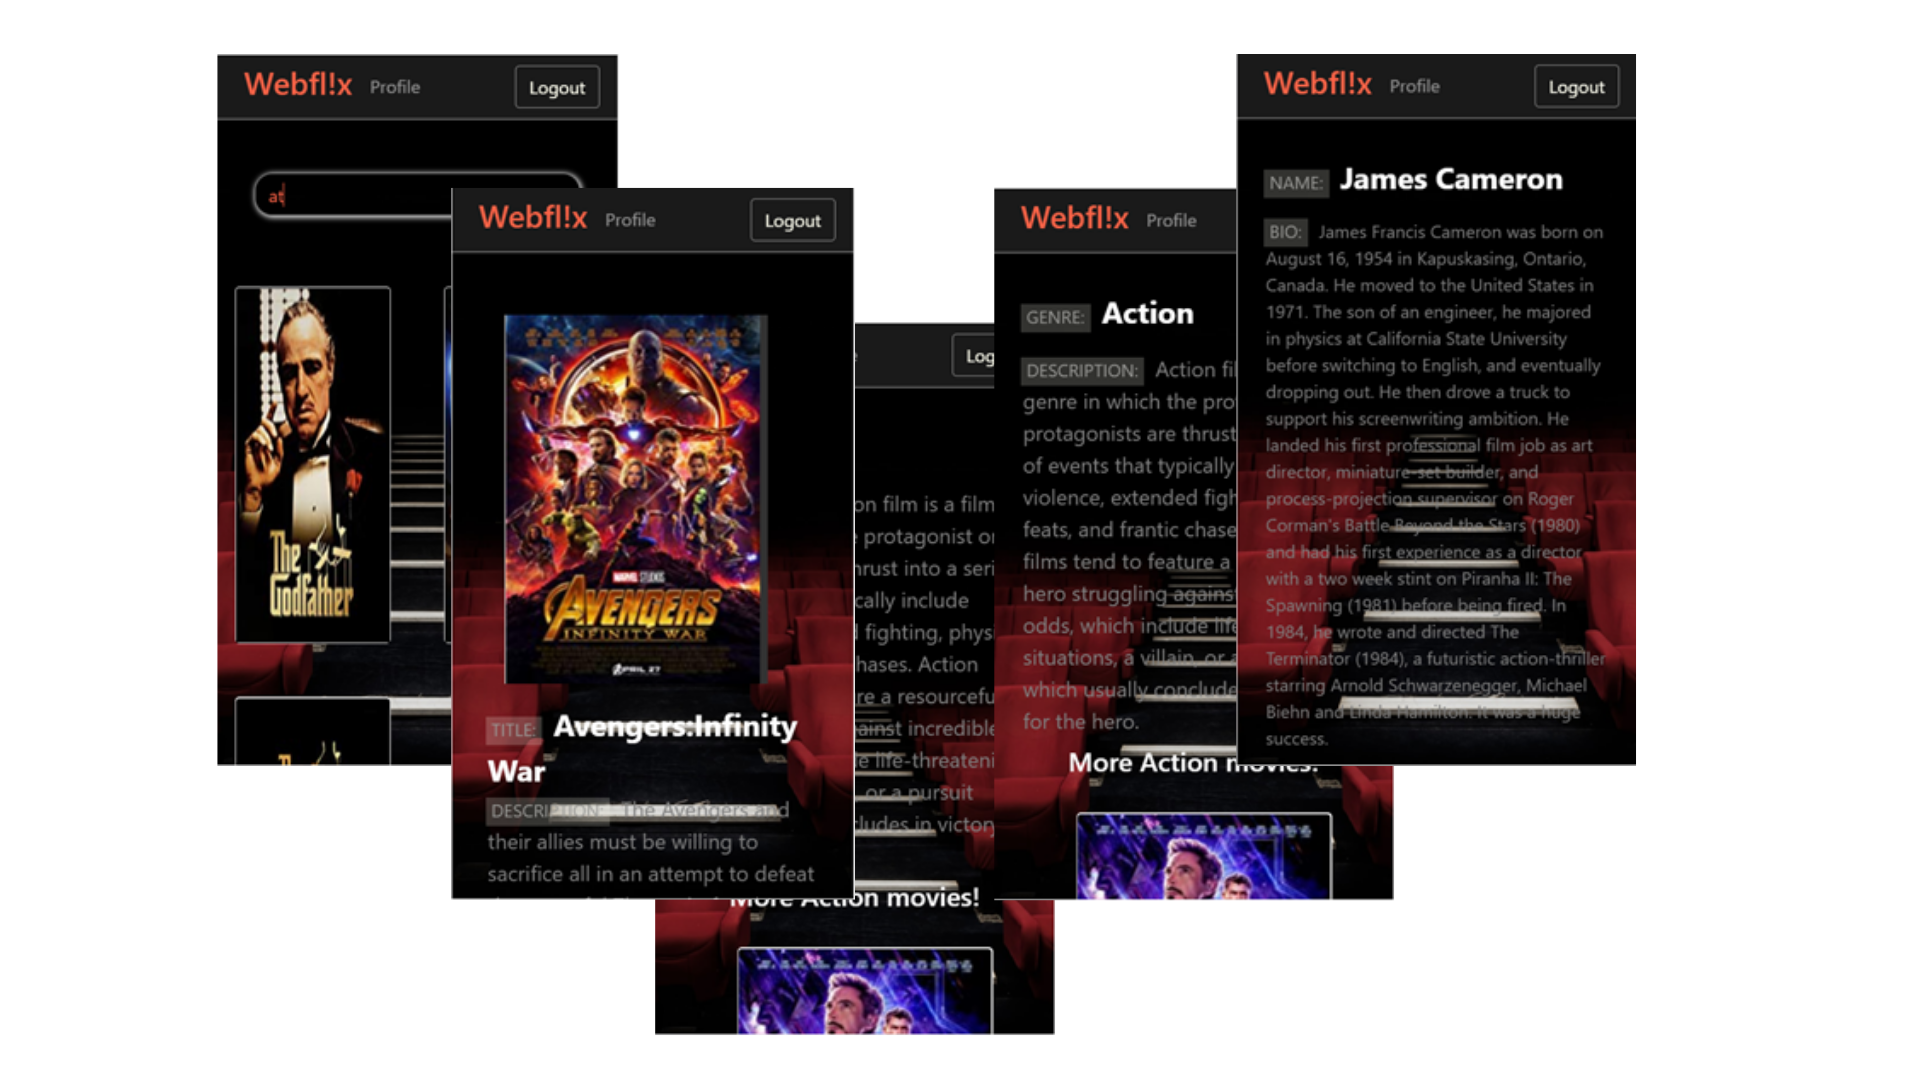 Webfl!x Profile Logout
at
The
Godfather
Webfl!x Profile Logout
MARVEL STUDIOS
AVENGERS
INFINITY WAR
APRIL 27
TITLE: Avengers:Infinity
War
DESCRIPTION: The Avengers and
their allies must be willing to
sacrifice all in an attempt to defeat
Log
on film is a film
protagonist or
hrust into a seri
cally include
fighting, phys
hases. Action
re a resourcefu
ainst incredible
e life-threateni
or a pursuit
cludes in victory
More Action movies!
Webfl!x Profile
GENRE: Action
DESCRIPTION: Action fil
genre in which the pro
protagonists are thrust
of events that typically
violence, extended figh
feats, and frantic chase
films tend to feature a
hero struggling against
odds, which include life
situations, a villain, or a
which usually conclude
for the hero.
More Action movies!
Webfl!x Profile Logout
NAME: James Cameron
BIO: James Francis Cameron was born on
August 16, 1954 in Kapuskasing, Ontario,
Canada. He moved to the United States in
1971. The son of an engineer, he majored
in physics at California State University
before switching to English, and eventually
dropping out. He then drove a truck to
support his screenwriting ambition. He
landed his first professional film job as art
director, miniature-set builder, and
process-projection supervisor on Roger
Corman's Battle Beyond the Stars (1980)
and had his first experience as a director
with a two week stint on Piranha II: The
Spawning (1981) before being fired. In
1984, he wrote and directed The
Terminator (1984), a futuristic action-thriller
starring Arnold Schwarzenegger, Michael
Biehn and Linda Hamilton. It was a huge
success.